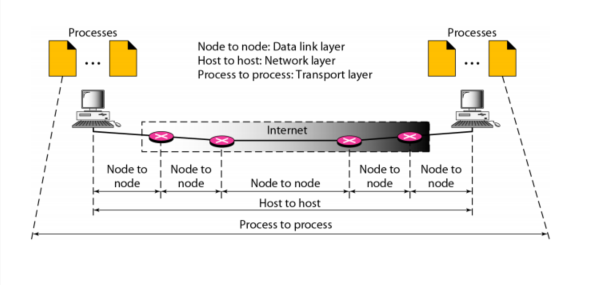 Processes
Processes
Node to node: Data link layer
Host to host: Network layer
Process to process: Transport layer
Internet
Node to
node
Node to
node
Node to node
Node to
node
Node to
node
Host to host
Process to process